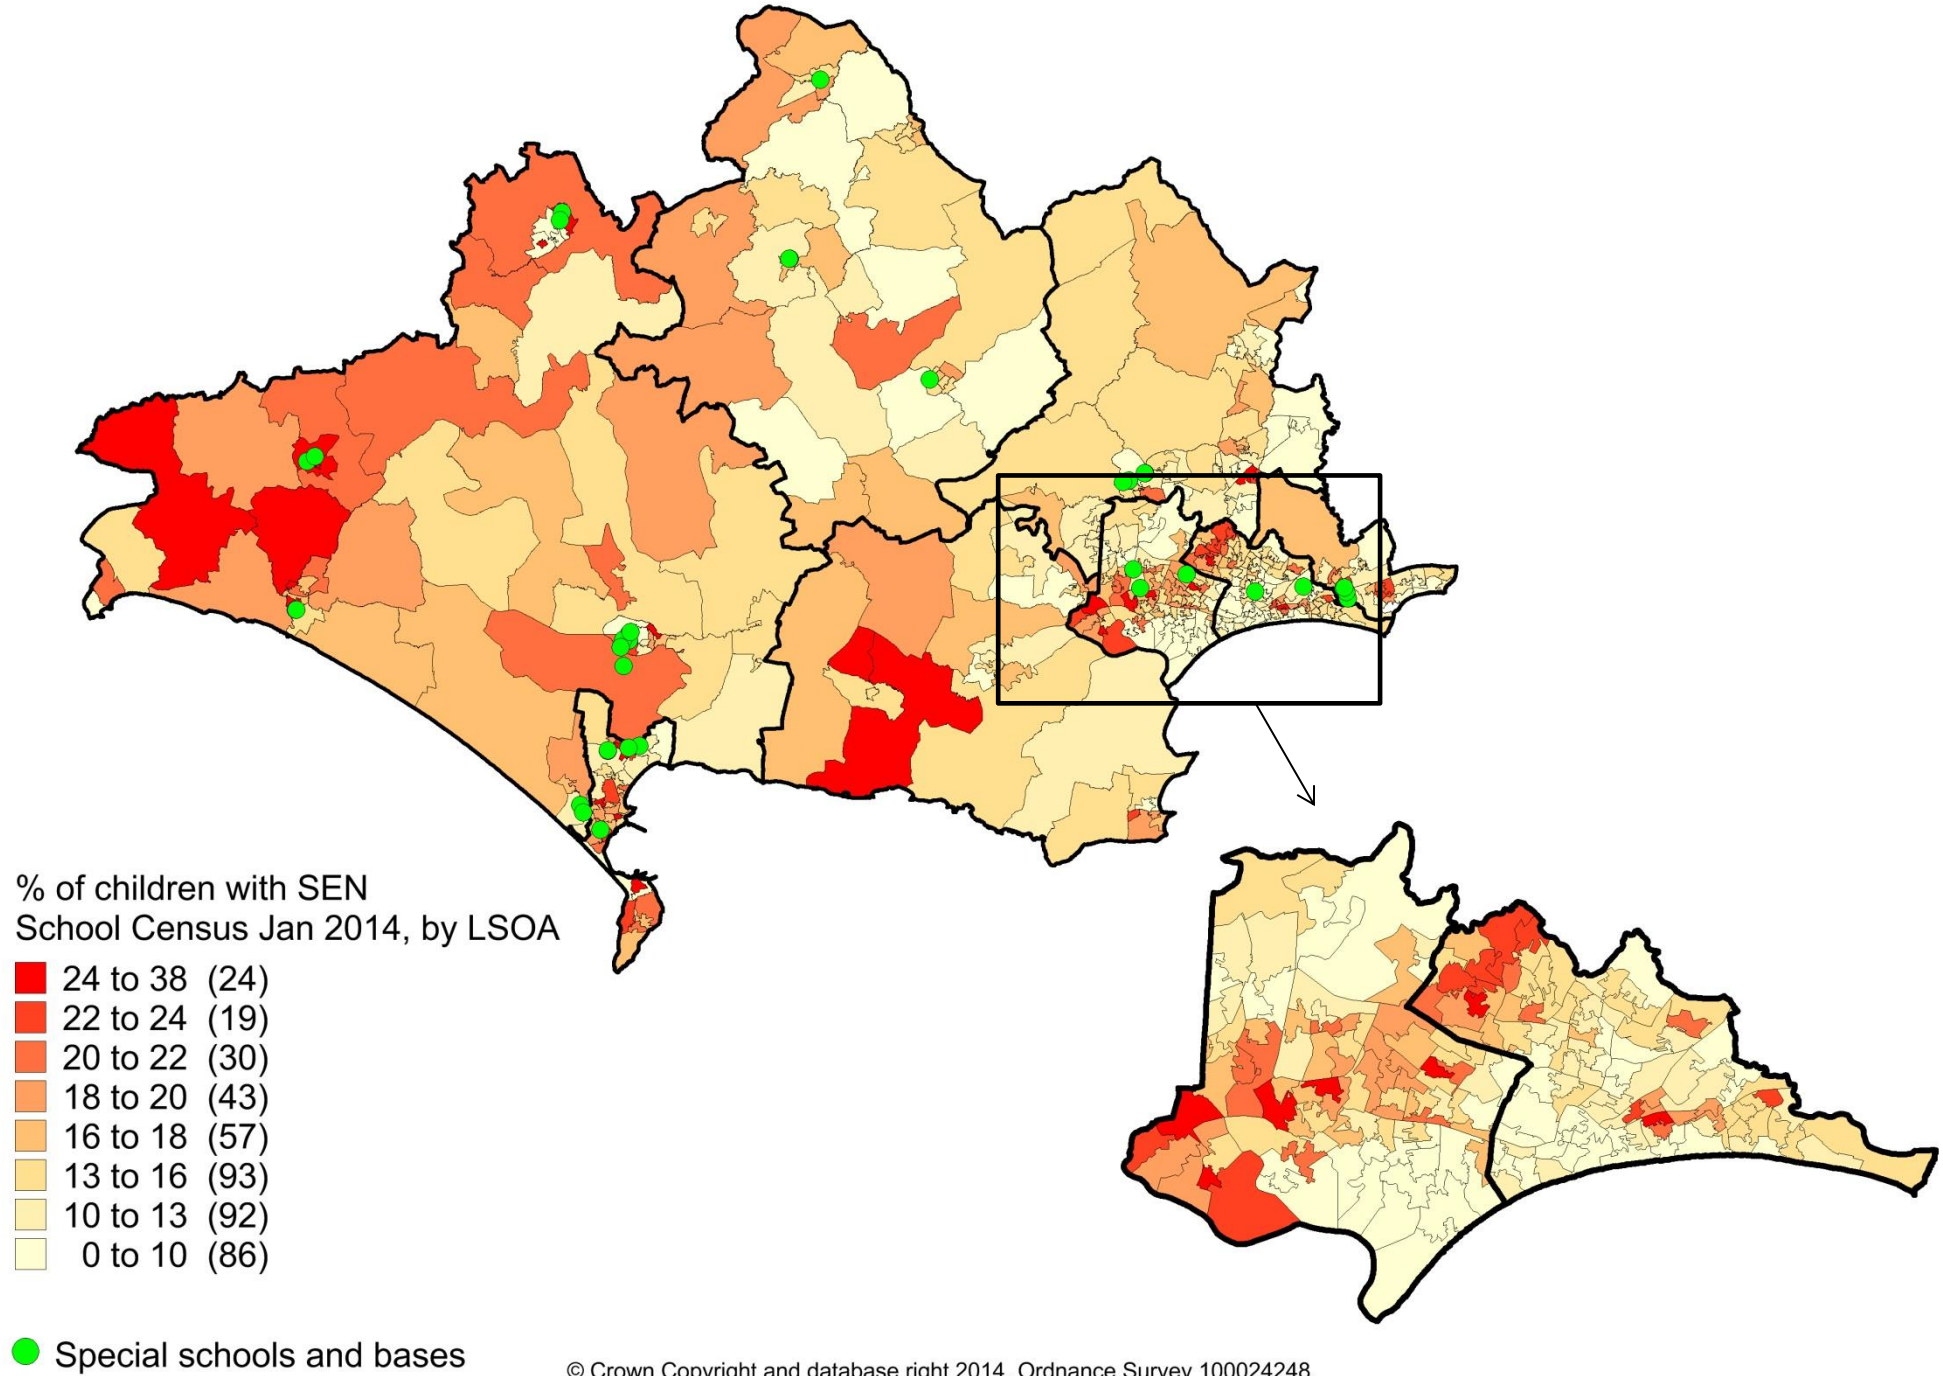 % of children with SEN
School Census Jan 2014, by LSOA
24 to 38 (24)
22 to 24 (19)
20 to 22 (30)
18 to 20 (43)
16 to 18 (57)
13 to 16 (93)
10 to 13 (92)
0 to 10 (86)
Special schools and bases
© Crown Copyright and database right 2014. Ordnance Survey 100024248